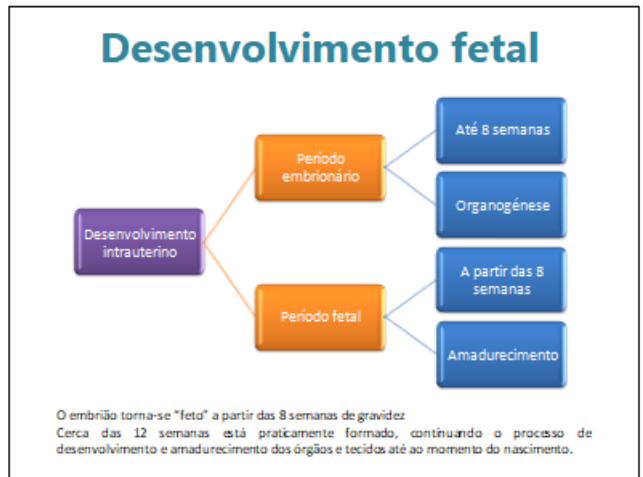 Desenvolvimento fetal
Desenvolvimento
intrauterino
Período
embrionário
Até 8 semanas
Organogénese
Período fetal
A partir das 8
semanas
Amadurecimento
O embrião torna-se “feto” a partir das 8 semanas de gravidez
Cerca das 12 semanas está praticamente formado, continuando o processo de
desenvolvimento e amadurecimento dos órgãos e tecidos até ao momento do nascimento.